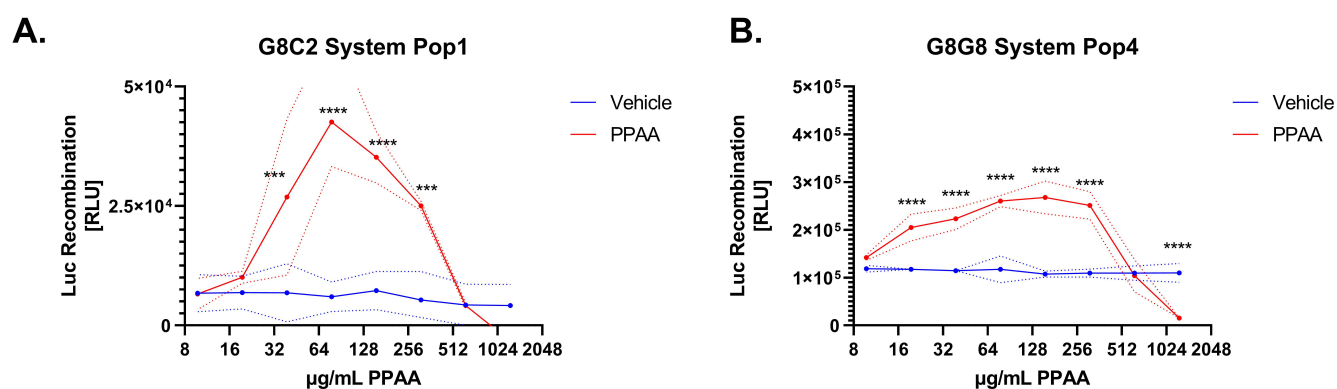 A.
G8C2 System Pop1
5×10⁴
2.5×10⁴
0
Luc Recombination
[RLU]
***
****
****
***
Vehicle
PPAA
8 16 32 64 128 256 512 1024 2048
µg/mL PPAA
B.
G8G8 System Pop4
5×10⁵
4×10⁵
3×10⁵
2×10⁵
1×10⁵
0
Luc Recombination
[RLU]
****
****
****
****
****
****
Vehicle
PPAA
8 16 32 64 128 256 512 1024 2048
µg/mL PPAA